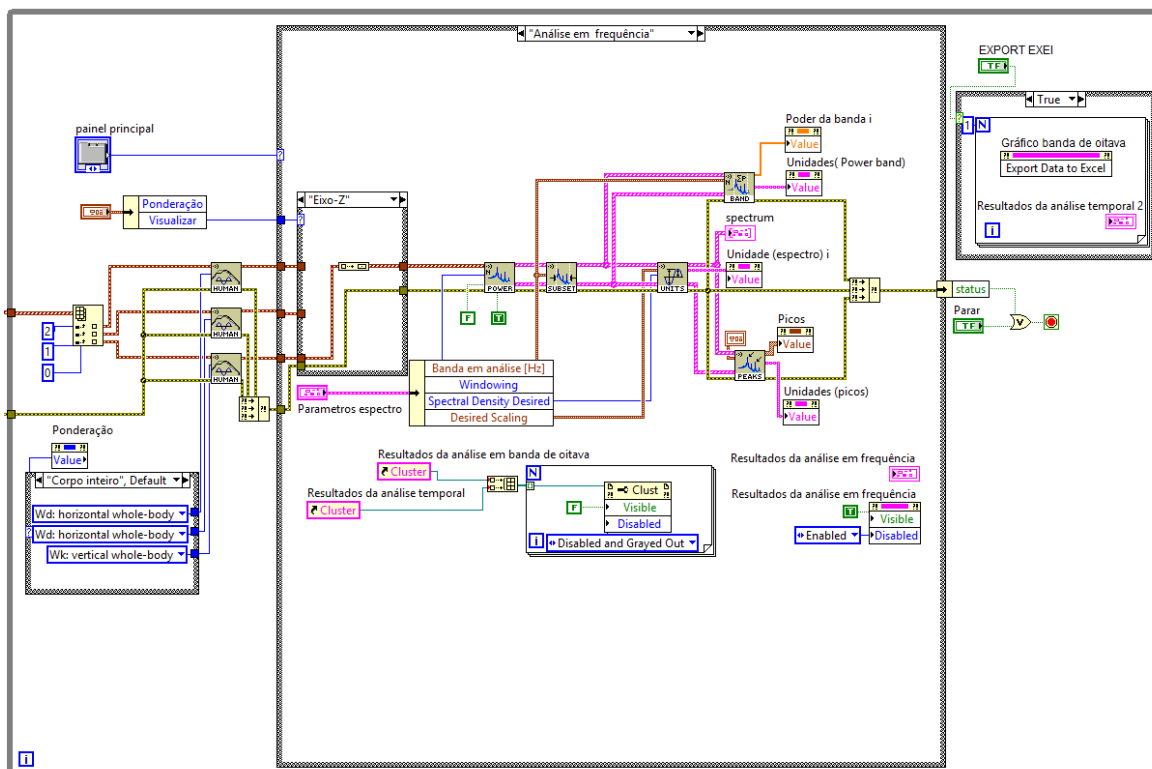 "Análise em frequência"
EXPORT EXEl
TF
True
1
N
Gráfico banda de oitava
Export Data to Excel
Resultados da análise temporal 2
i
painel principal
Ponderação
Visualizar
"Eixo-Z"
Poder da banda i
Value
Unidades( Power band)
Value
BAND
spectrum
Unidade (espectro) i
Value
HUMAN
HUMAN
HUMAN
2
1
0
N
POWER
SUBSET
UNITS
F
T
Picos
Value
PEAKS
Unidades (picos)
Value
status
Parar
TF
V
Banda em análise [Hz]
Windowing
Spectral Density Desired
Desired Scaling
Parametros espectro
Ponderação
Value
"Corpo inteiro", Default
Wd: horizontal whole-body
Wd: horizontal whole-body
Wk: vertical whole-body
Resultados da análise em banda de oitava
Cluster
Resultados da análise temporal
Cluster
N
Clust
F
Visible
Disabled
i
Disabled and Grayed Out
Resultados da análise em frequência
Resultados da análise em frequência
T
Visible
Enabled
Disabled
i